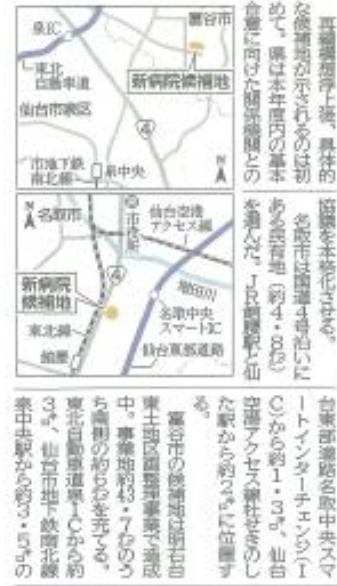 再編構想浮上後、具体的
な候補地が示されるのは初
めて。県は本年度内の基本
合意に向けた関係機関との
協議を本格化させる。
名取市は国道4号沿いに
ある民有地（約4・8㌶）
を選んだ。JR館腰駅と仙
台東部道路名取中央スマ
ートインターチェンジ（I
C）から約1・3㌔、仙台
空港アクセス線杜せきのし
た駅から約2㌔に位置す
る。
富谷市の候補地は明石台
東土地区画整理事業で造成
中。事業地約43・7㌶のう
ち南側の約6㌶を充てる。
東北自動車道泉ICから約
3㌔、仙台市地下鉄南北線
泉中央駅から約3・5㌔の
泉IC
富谷市
東北
自動車道
新病院候補地
仙台市泉区
4
市地下鉄
南北線
泉中央
N
N
名取市
市役所
仙台空港
アクセス線
4
新病院
候補地
増田川
名取中央
スマートIC
東北線
館腰
仙台東部道路